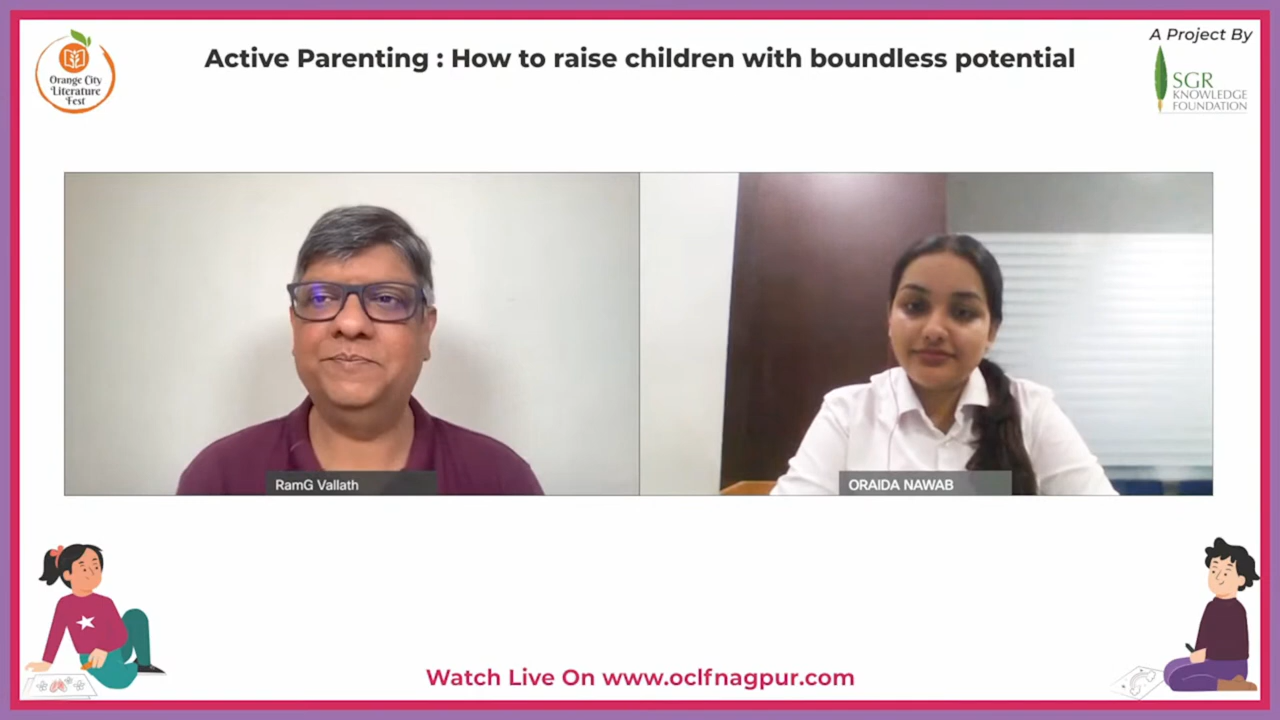 Orange City
Literature
Fest
Active Parenting : How to raise children with boundless potential
A Project By
SGR
KNOWLEDGE
FOUNDATION
RamG Vallath
ORAIDA NAWAB
Watch Live On www.oclfnagpur.com